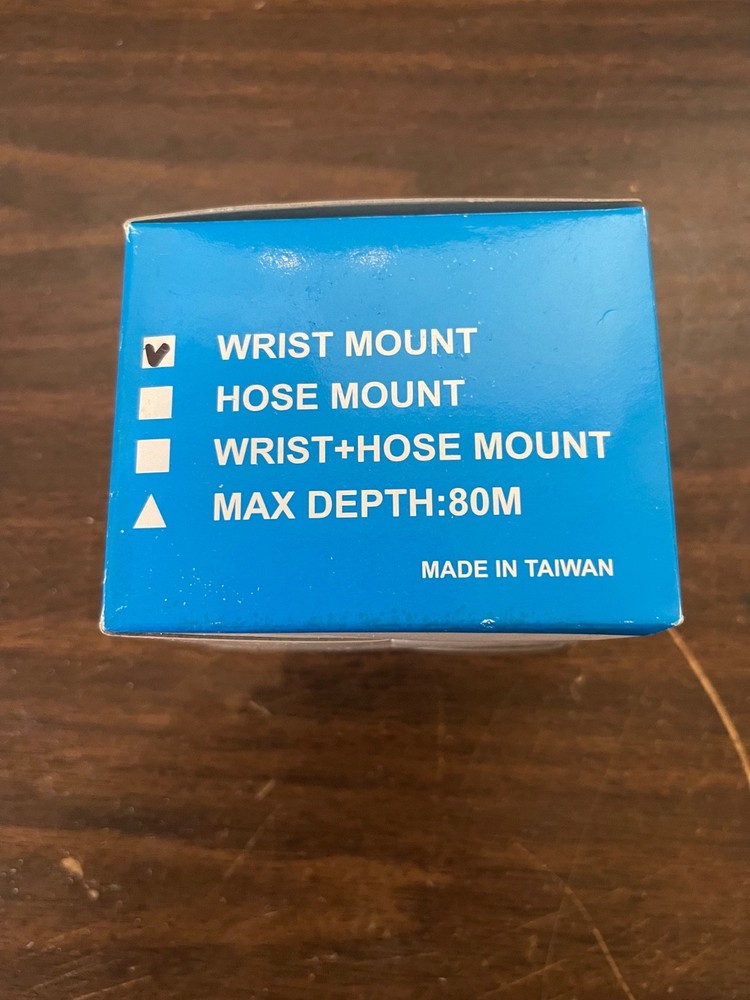 WRIST MOUNT
HOSE MOUNT
WRIST+HOSE MOUNT
MAX DEPTH:80M
MADE IN TAIWAN